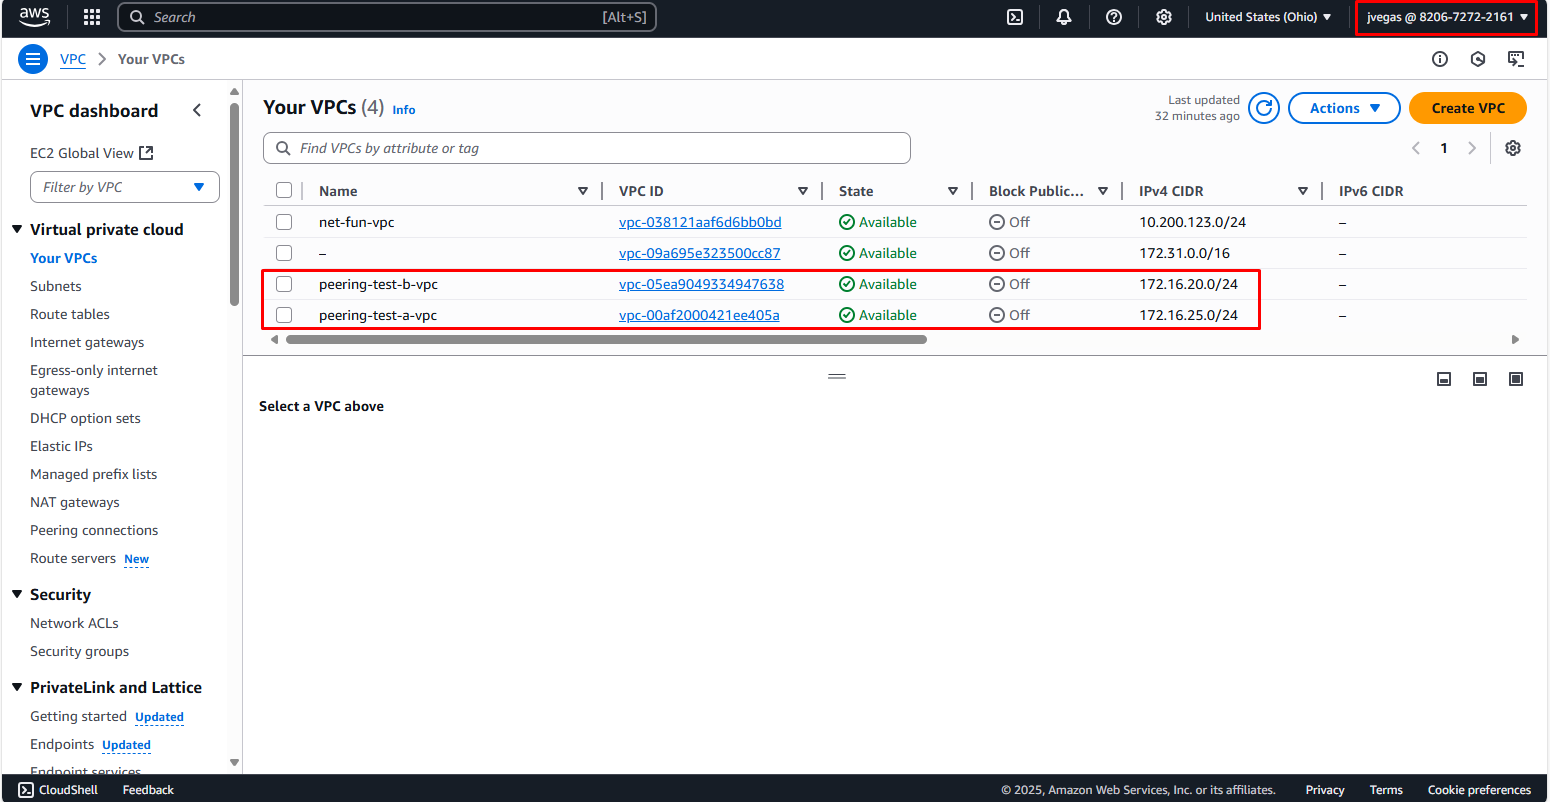 aws
Search [Alt+S]
United States (Ohio)
jvegas @ 8206-7272-2161
VPC
Your VPCs
VPC dashboard
EC2 Global View
Filter by VPC
Virtual private cloud
Your VPCs
Subnets
Route tables
Internet gateways
Egress-only internet
gateways
DHCP option sets
Elastic IPs
Managed prefix lists
NAT gateways
Peering connections
Route servers New
Security
Network ACLs
Security groups
PrivateLink and Lattice
Getting started Updated
Endpoints Updated
Endpoint services
Your VPCs (4) Info
Last updated
32 minutes ago
Actions
Create VPC
Find VPCs by attribute or tag
1
Name VPC ID State Block Public... IPv4 CIDR IPv6 CIDR
net-fun-vpc vpc-038121aaf6d6bb0bd Available Off 10.200.123.0/24 –
– vpc-09a695e323500cc87 Available Off 172.31.0.0/16 –
peering-test-b-vpc vpc-05ea9049334947638 Available Off 172.16.20.0/24 –
peering-test-a-vpc vpc-00af2000421ee405a Available Off 172.16.25.0/24 –
Select a VPC above
CloudShell Feedback © 2025, Amazon Web Services, Inc. or its affiliates. Privacy Terms Cookie preferences